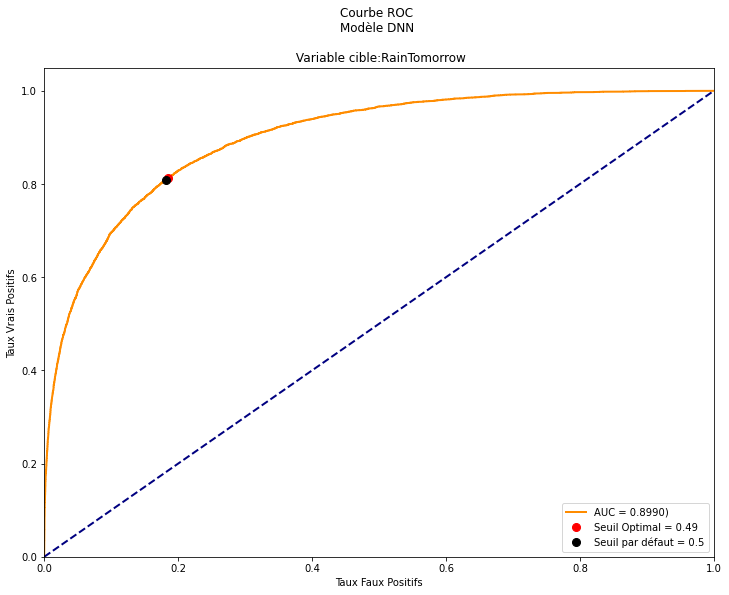 Courbe ROC
Modèle DNN
Variable cible:RainTomorrow
1.0
0.8
0.6
0.4
0.2
0.0
Taux Vrais Positifs
0.0
0.2
0.4
0.6
0.8
1.0
Taux Faux Positifs
AUC = 0.8990)
Seuil Optimal = 0.49
Seuil par défaut = 0.5